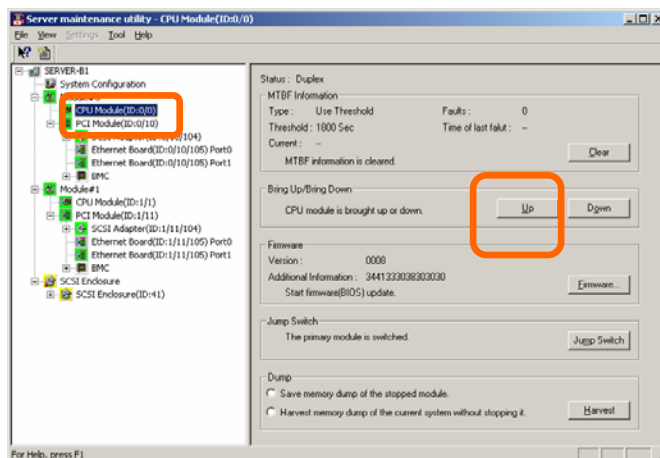 Server maintenance utility - CPU Module(ID:0/0)
File View Settings Tool Help
SERVER-B1
System Configuration
CPU Module(ID:0/0)
PCI Module(ID:0/10)
Ethernet Board(ID:0/10/105) Port0
Ethernet Board(ID:0/10/105) Port1
BMC
Module#1
CPU Module(ID:1/1)
PCI Module(ID:1/11)
SCSI Adapter(ID:1/11/104)
Ethernet Board(ID:1/11/105) Port0
Ethernet Board(ID:1/11/105) Port1
BMC
SCSI Enclosure
SCSI Enclosure(ID:41)
Status : Duplex
MTBF Information
Type : Use Threshold Faults : 0
Threshold : 1800 Sec Time of last falut : --
Current : --
MTBF information is cleared.
Clear
Bring Up/Bring Down
CPU module is brought up or down.
Up
Down
Firmware
Version : 0008
Additional Information : 3441333038303030
Start firmware(BIOS) update.
Firmware...
Jump Switch
The primary module is switched.
Jump Switch
Dump
Save memory dump of the stopped module.
Harvest memory dump of the current system without stopping it.
Harvest
For Help, press F1